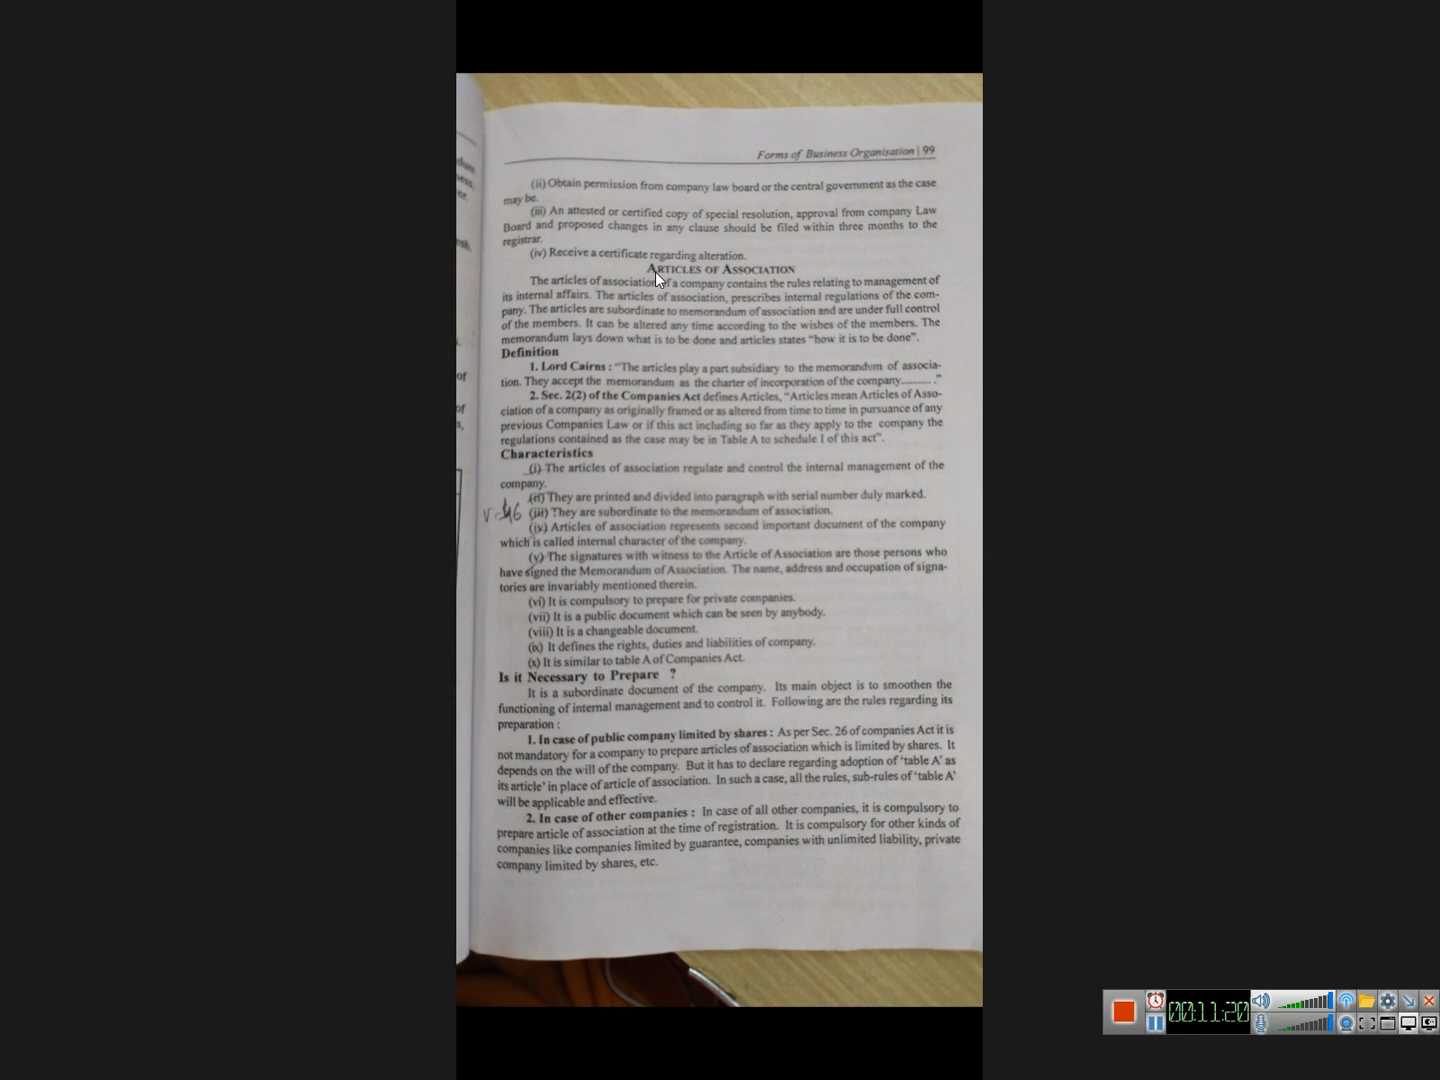 Forms of Business Organisation | 99
(ii) Obtain permission from company law board or the central government as the case
may be.
(iii) An attested or certified copy of special resolution, approval from company Law
Board and proposed changes in any clause should be filed within three months to the
registrar.
(iv) Receive a certificate regarding alteration.
ARTICLES OF ASSOCIATION
The articles of association of a company contains the rules relating to management of
its internal affairs. The articles of association, prescribes internal regulations of the com-
pany. The articles are subordinate to memorandum of association and are under full control
of the members. It can be altered any time according to the wishes of the members. The
memorandum lays down what is to be done and articles states "how it is to be done".
Definition
1. Lord Cairns : "The articles play a part subsidiary to the memorandum of associa-
tion. They accept the memorandum as the charter of incorporation of the company.......... ."
2. Sec. 2(2) of the Companies Act defines Articles, "Articles mean Articles of Asso-
ciation of a company as originally framed or as altered from time to time in pursuance of any
previous Companies Law or if this act including so far as they apply to the company the
regulations contained as the case may be in Table A to schedule I of this act".
Characteristics
(i) The articles of association regulate and control the internal management of the
company.
(ii) They are printed and divided into paragraph with serial number duly marked.
(iii) They are subordinate to the memorandum of association.
(iv) Articles of association represents second important document of the company
which is called internal character of the company.
(v) The signatures with witness to the Article of Association are those persons who
have signed the Memorandum of Association. The name, address and occupation of signa-
tories are invariably mentioned therein.
(vi) It is compulsory to prepare for private companies.
(vii) It is a public document which can be seen by anybody.
(viii) It is a changeable document.
(ix) It defines the rights, duties and liabilities of company.
(x) It is similar to table A of Companies Act.
Is it Necessary to Prepare ?
It is a subordinate document of the company. Its main object is to smoothen the
functioning of internal management and to control it. Following are the rules regarding its
preparation :
1. In case of public company limited by shares : As per Sec. 26 of companies Act it is
not mandatory for a company to prepare articles of association which is limited by shares. It
depends on the will of the company. But it has to declare regarding adoption of 'table A' as
its article' in place of article of association. In such a case, all the rules, sub-rules of 'table A'
will be applicable and effective.
2. In case of other companies : In case of all other companies, it is compulsory to
prepare article of association at the time of registration. It is compulsory for other kinds of
companies like companies limited by guarantee, companies with unlimited liability, private
company limited by shares, etc.
00:11:20